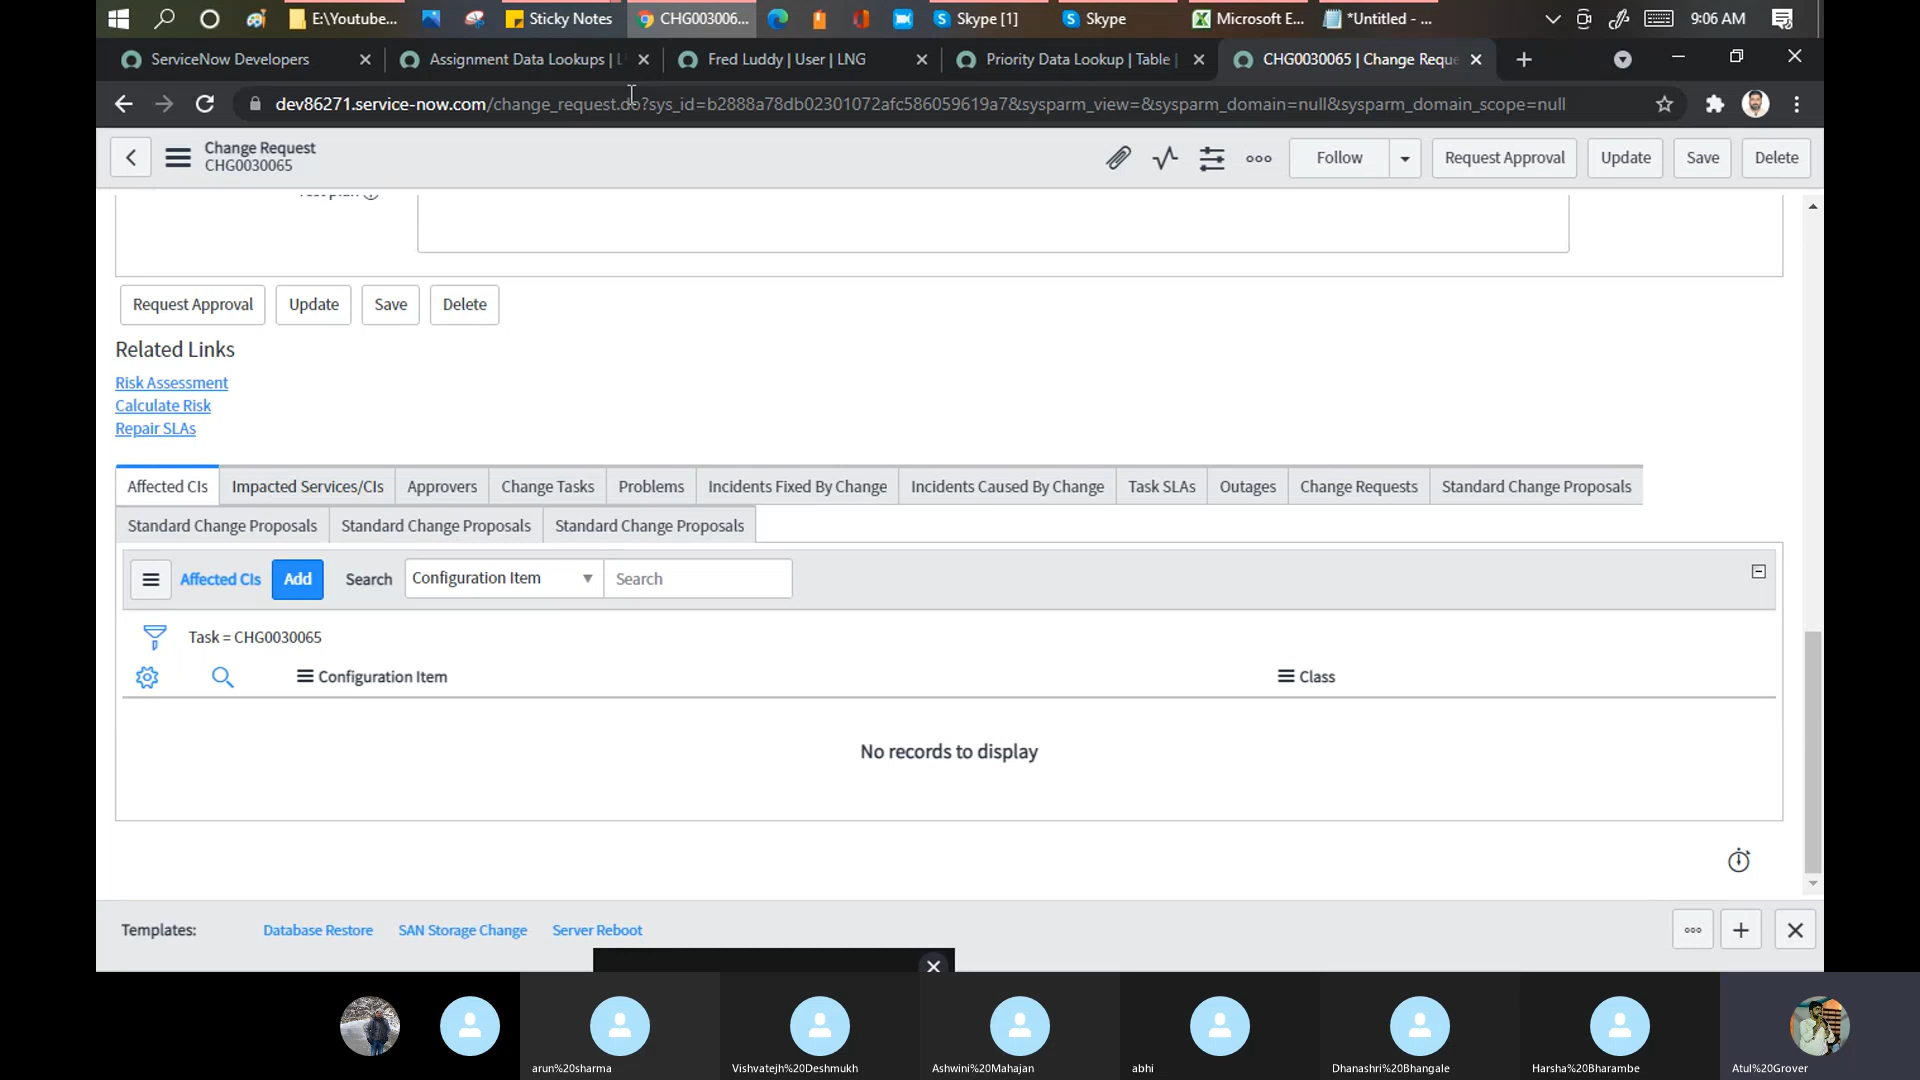 E:\Youtube... Sticky Notes CHG003006... Skype [1] Skype Microsoft E... *Untitled - ... 9:06 AM
ServiceNow Developers Assignment Data Lookups | Fred Luddy | User | LNG Priority Data Lookup | Table | CHG0030065 | Change Reque
dev86271.service-now.com/change_request.do?sys_id=b2888a78db02301072afc586059619a7&sysparm_view=&sysparm_domain=null&sysparm_domain_scope=null
Change Request
CHG0030065
Follow Request Approval Update Save Delete
Request Approval Update Save Delete
Related Links
Risk Assessment
Calculate Risk
Repair SLAs
Affected CIs Impacted Services/CIs Approvers Change Tasks Problems Incidents Fixed By Change Incidents Caused By Change Task SLAs Outages Change Requests Standard Change Proposals
Standard Change Proposals Standard Change Proposals Standard Change Proposals
Affected CIs Add Search Configuration Item Search
Task = CHG0030065
Configuration Item Class
No records to display
Templates: Database Restore SAN Storage Change Server Reboot
arun%20sharma Vishvatejh%20Deshmukh Ashwini%20Mahajan abhi Dhanashri%20Bhangale Harsha%20Bharambe Atul%20Grover